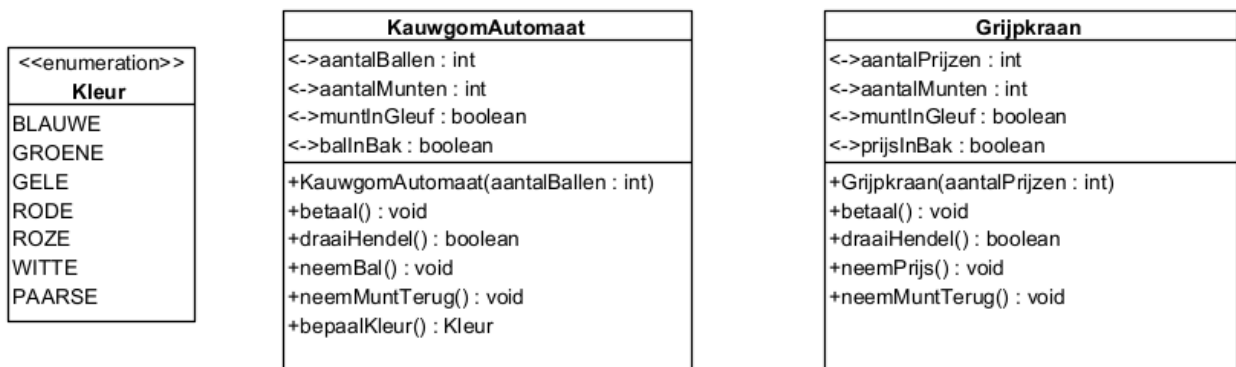 <<enumeration>>
Kleur
BLAUWE
GROENE
GELE
RODE
ROZE
WITTE
PAARSE
KauwgomAutomaat
<->aantalBallen : int
<->aantalMunten : int
<->muntInGleuf : boolean
<->balInBak : boolean
+KauwgomAutomaat(aantalBallen : int)
+betaal() : void
+draaiHendel() : boolean
+neemBal() : void
+neemMuntTerug() : void
+bepaalKleur() : Kleur
Grijpkraan
<->aantalPrijzen : int
<->aantalMunten : int
<->muntInGleuf : boolean
<->prijsInBak : boolean
+Grijpkraan(aantalPrijzen : int)
+betaal() : void
+draaiHendel() : boolean
+neemPrijs() : void
+neemMuntTerug() : void